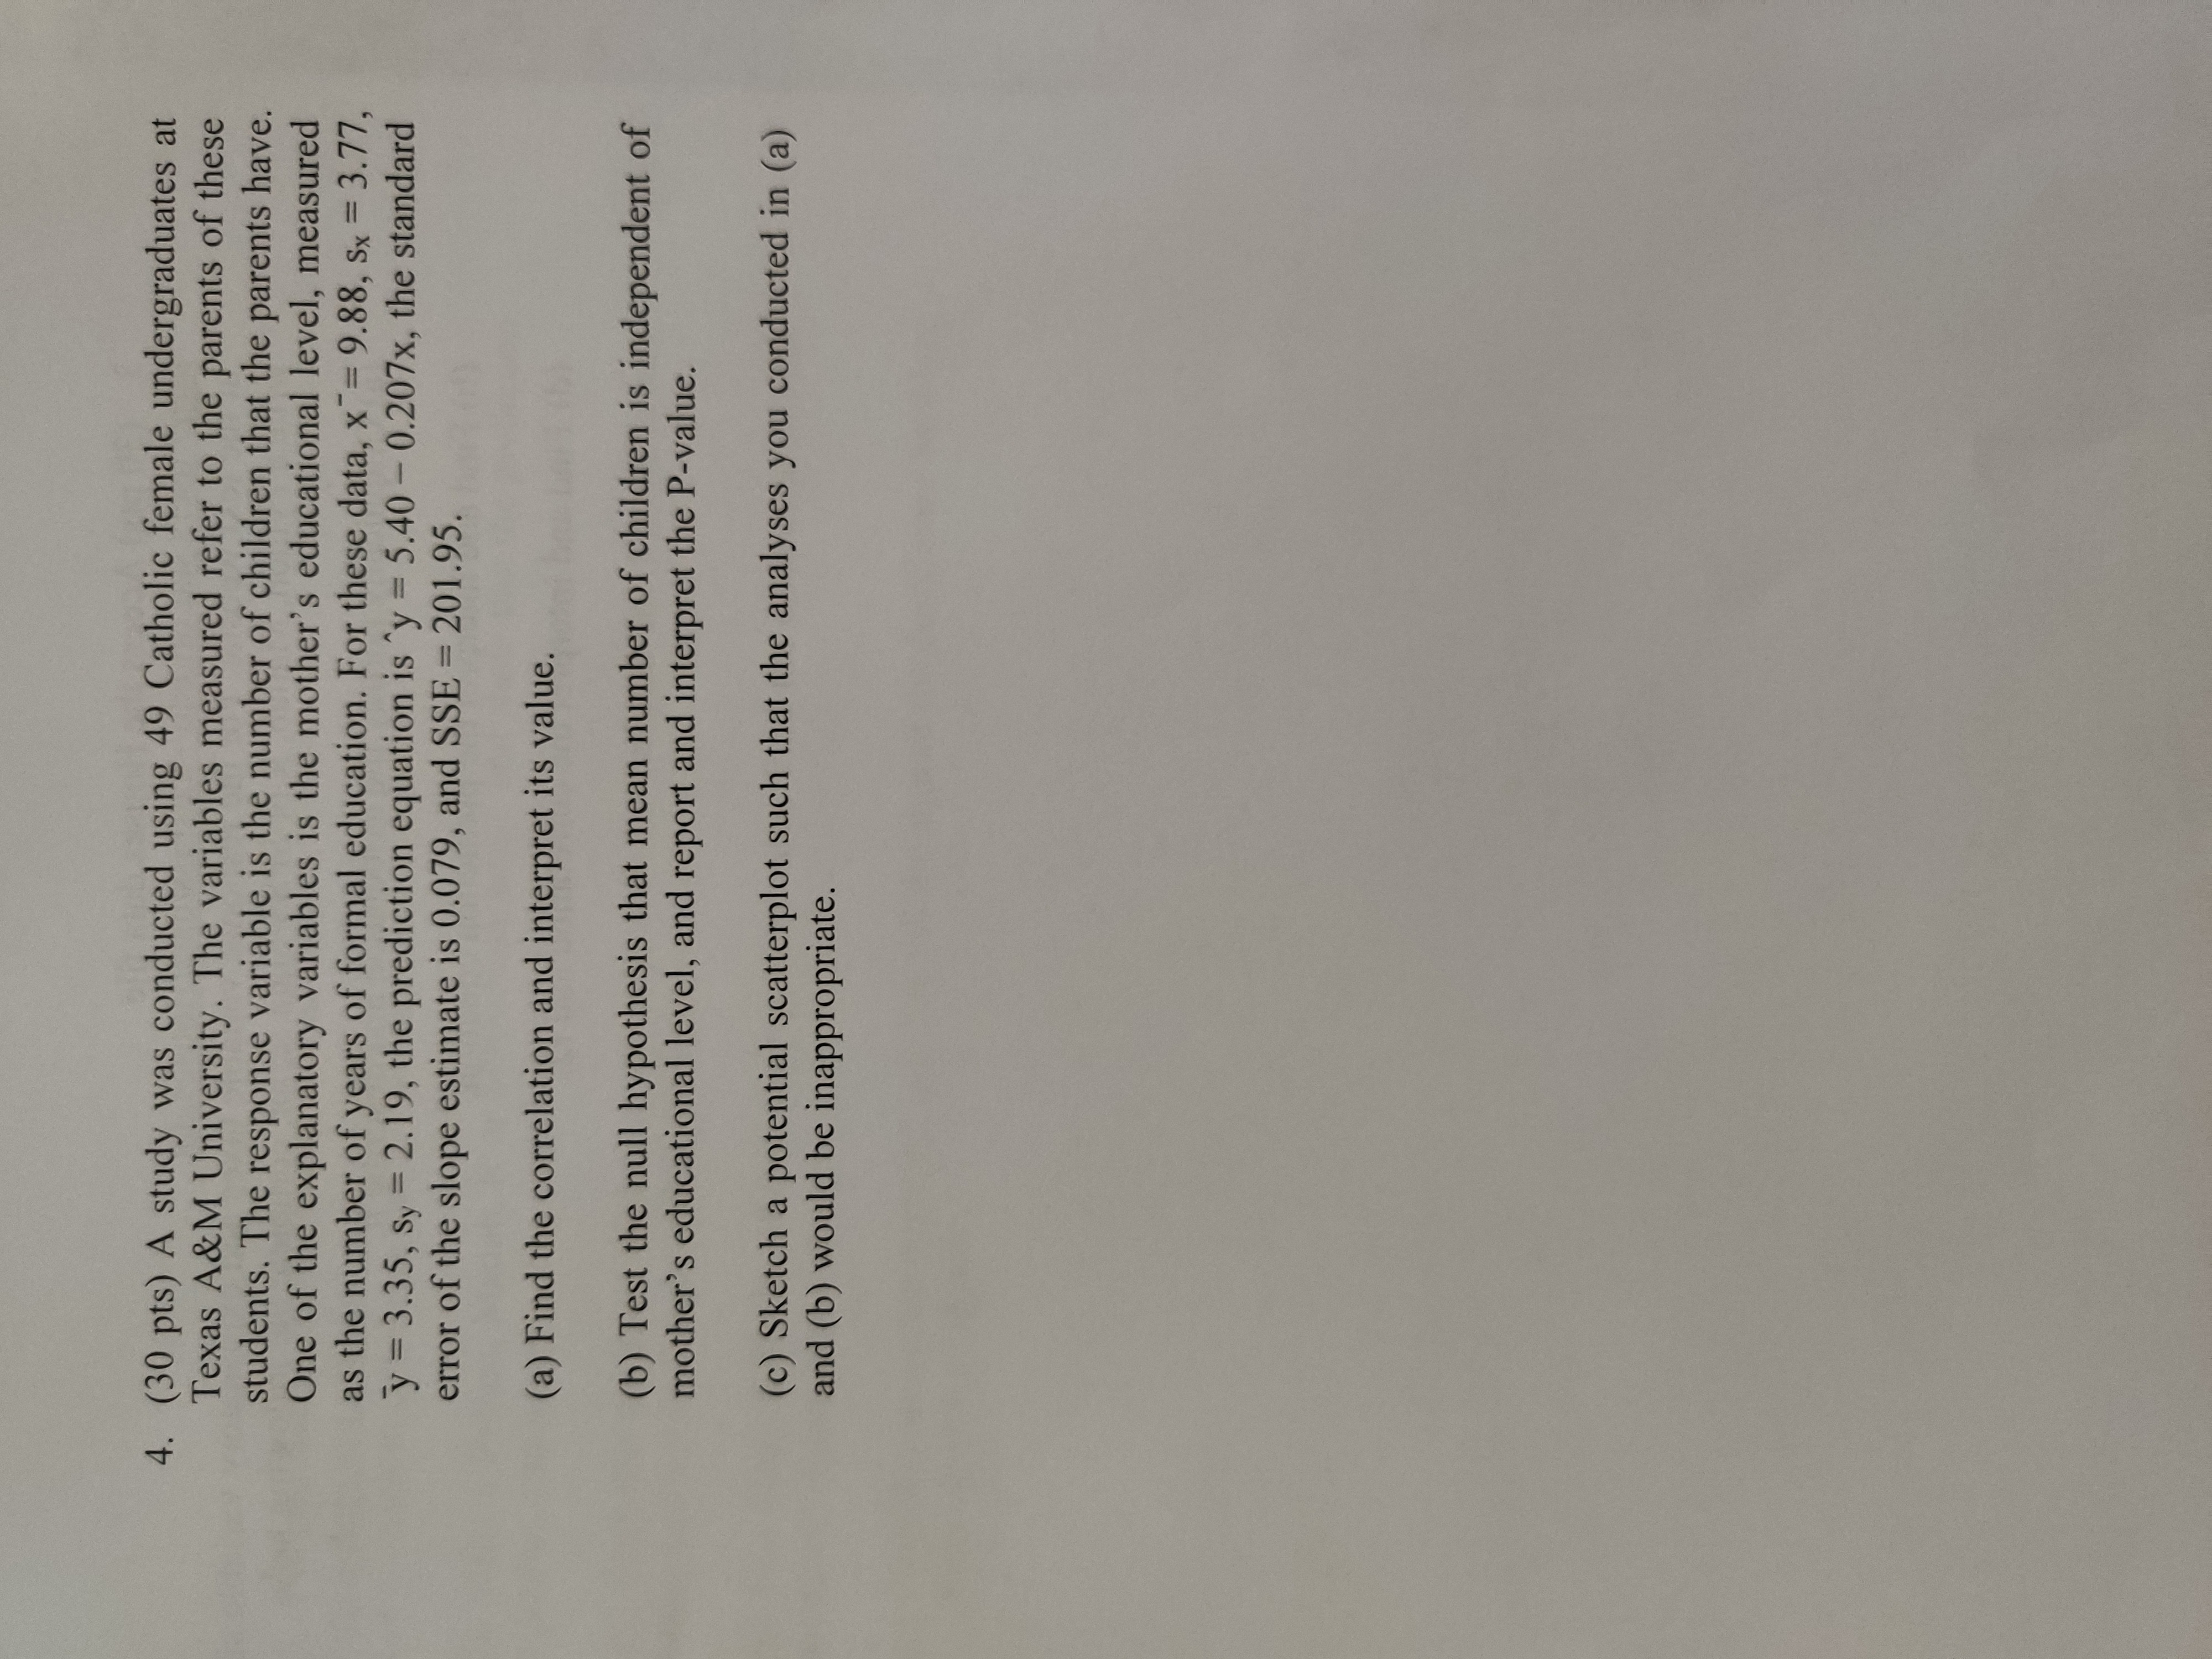 4. (30 pts) A study was conducted using 49 Catholic female undergraduates at
Texas A&M University. The variables measured refer to the parents of these
students. The response variable is the number of children that the parents have.
One of the explanatory variables is the mother's educational level, measured
as the number of years of formal education. For these data, x¯= 9.88, sx = 3.77,
¯y = 3.35, sy = 2.19, the prediction equation is ˆy = 5.40 – 0.207x, the standard
error of the slope estimate is 0.079, and SSE = 201.95.
(a) Find the correlation and interpret its value.
(b) Test the null hypothesis that mean number of children is independent of
mother's educational level, and report and interpret the P-value.
(c) Sketch a potential scatterplot such that the analyses you conducted in (a)
and (b) would be inappropriate.